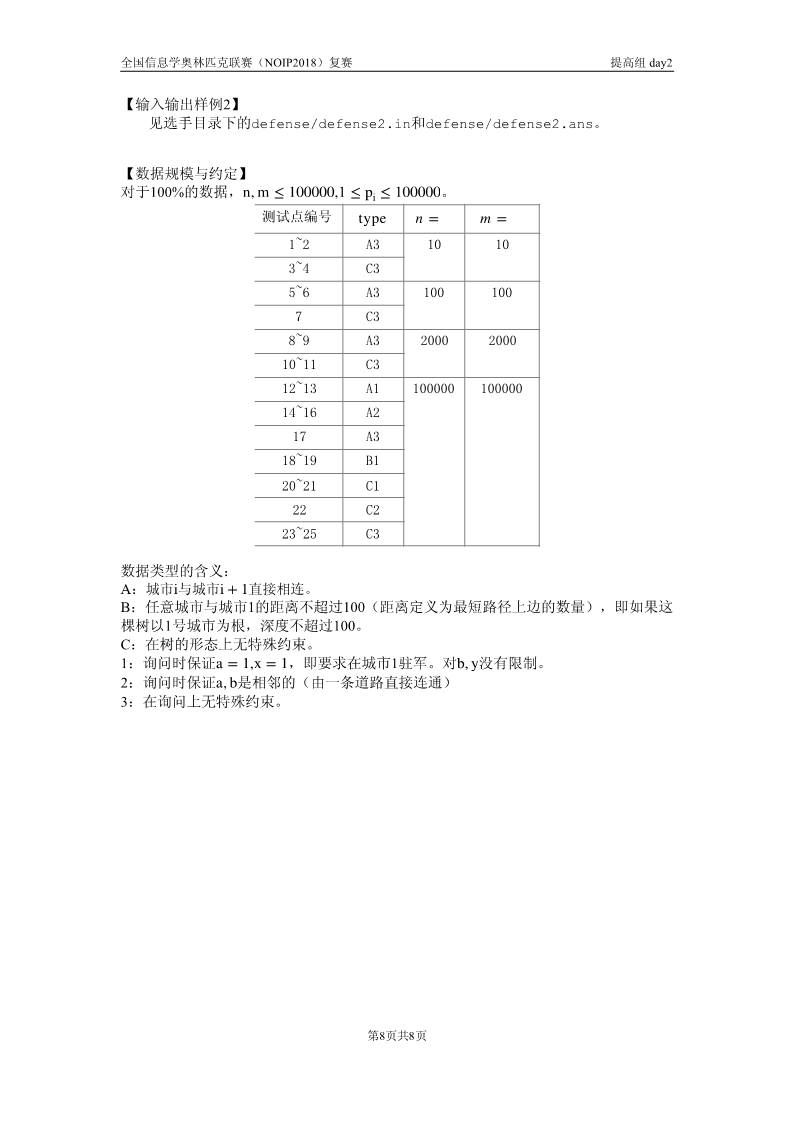 全国信息学奥林匹克联赛（NOIP2018）复赛 提高组 day2
【输入输出样例2】
见选手目录下的defense/defense2.in和defense/defense2.ans。
【数据规模与约定】
对于100%的数据，n, m ≤ 100000,1 ≤ pᵢ ≤ 100000。
测试点编号 type n = m =
1~2 A3 10 10
3~4 C3
5~6 A3 100 100
7 C3
8~9 A3 2000 2000
10~11 C3
12~13 A1 100000 100000
14~16 A2
17 A3
18~19 B1
20~21 C1
22 C2
23~25 C3
数据类型的含义：
A：城市i与城市i + 1直接相连。
B：任意城市与城市1的距离不超过100（距离定义为最短路径上边的数量），即如果这
棵树以1号城市为根，深度不超过100。
C：在树的形态上无特殊约束。
1：询问时保证a = 1,x = 1，即要求在城市1驻军。对b, y没有限制。
2：询问时保证a, b是相邻的（由一条道路直接连通）
3：在询问上无特殊约束。
第8页共8页